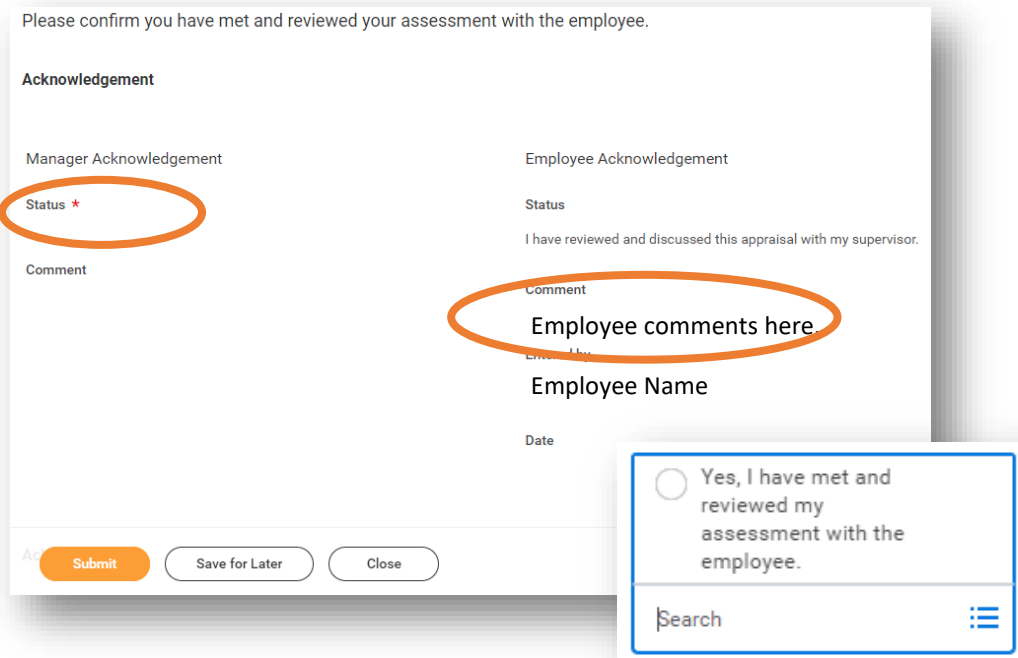 Please confirm you have met and reviewed your assessment with the employee.
Acknowledgement
Manager Acknowledgement
Status *
Comment
Employee Acknowledgement
Status
I have reviewed and discussed this appraisal with my supervisor.
Comment
Employee comments here.
Entered by
Employee Name
Date
Submit
Save for Later
Close
Yes, I have met and
reviewed my
assessment with the
employee.
Search